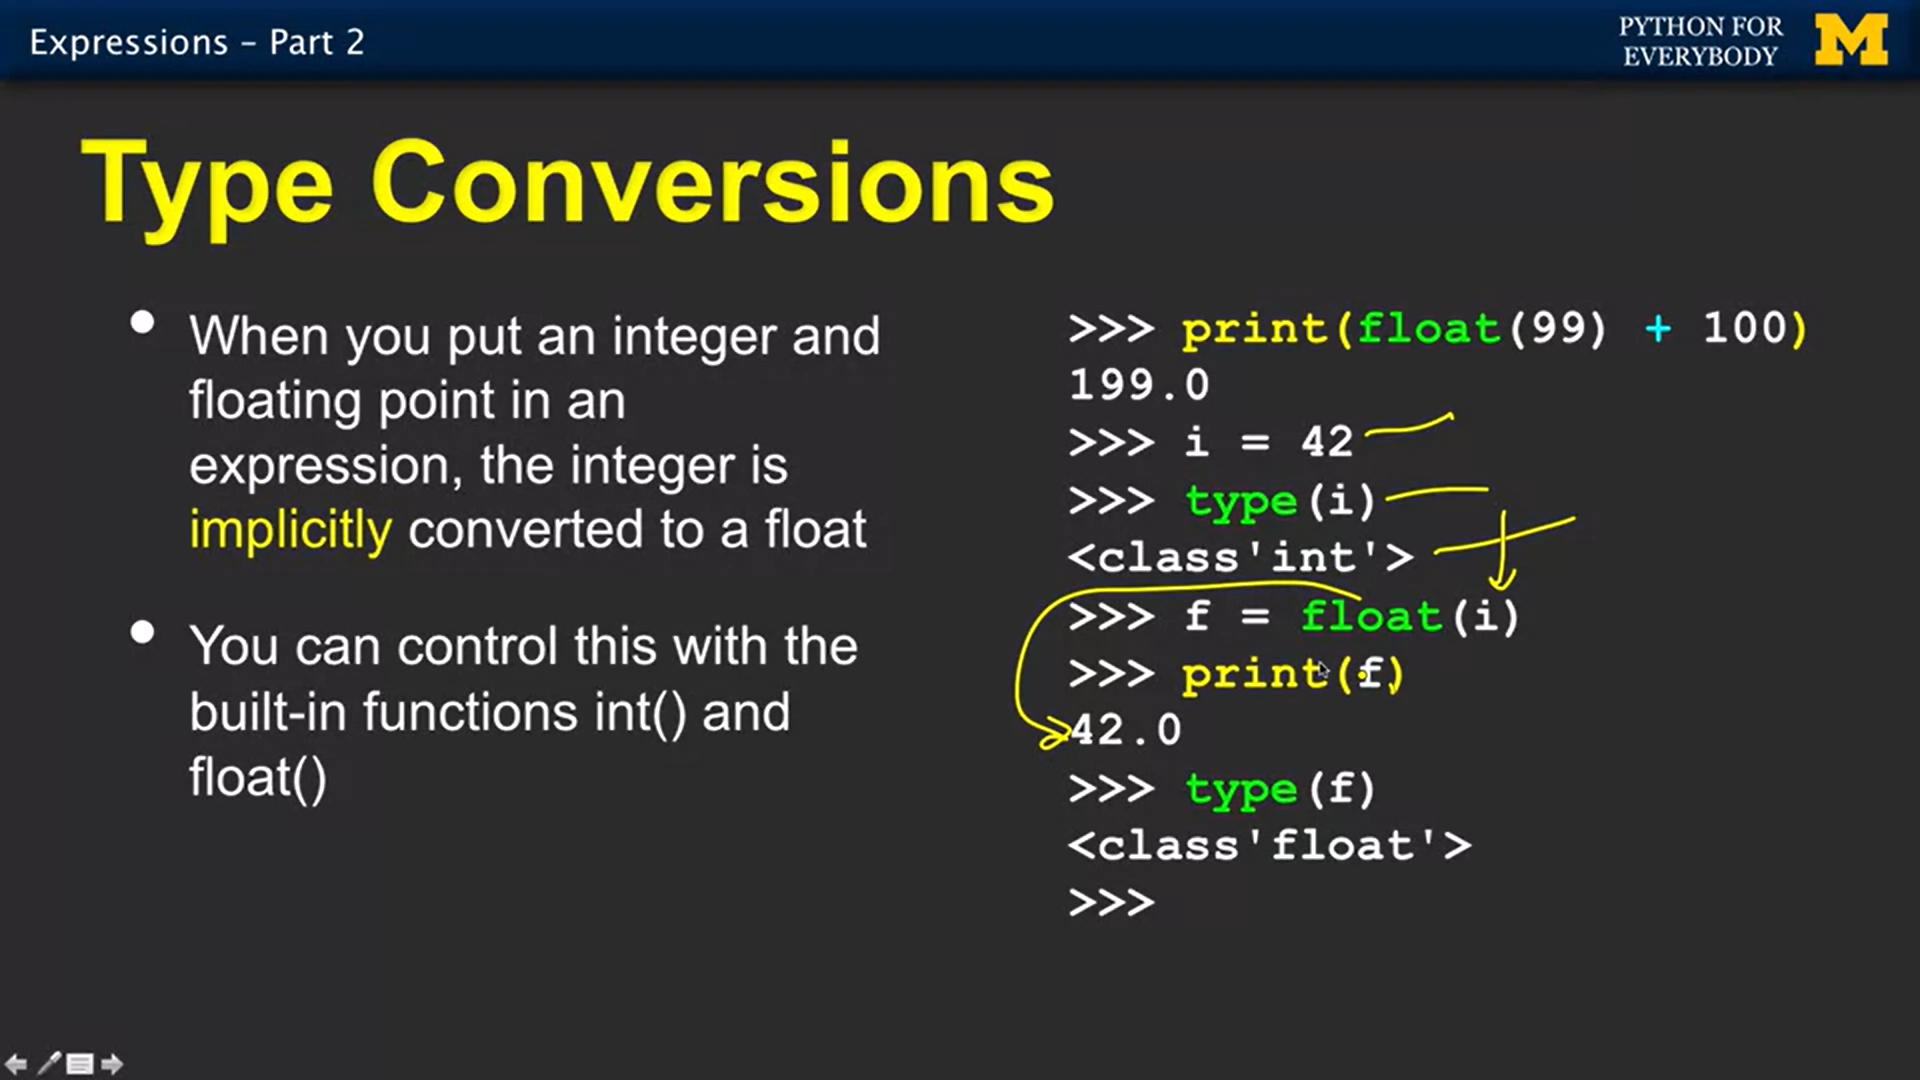 Expressions – Part 2
PYTHON FOR
EVERYBODY
M
Type Conversions
• When you put an integer and
floating point in an
expression, the integer is
implicitly converted to a float
• You can control this with the
built-in functions int() and
float()
>>> print(float(99) + 100)
199.0
>>> i = 42
>>> type(i)
<class'int'>
>>> f = float(i)
>>> print(f)
42.0
>>> type(f)
<class'float'>
>>>